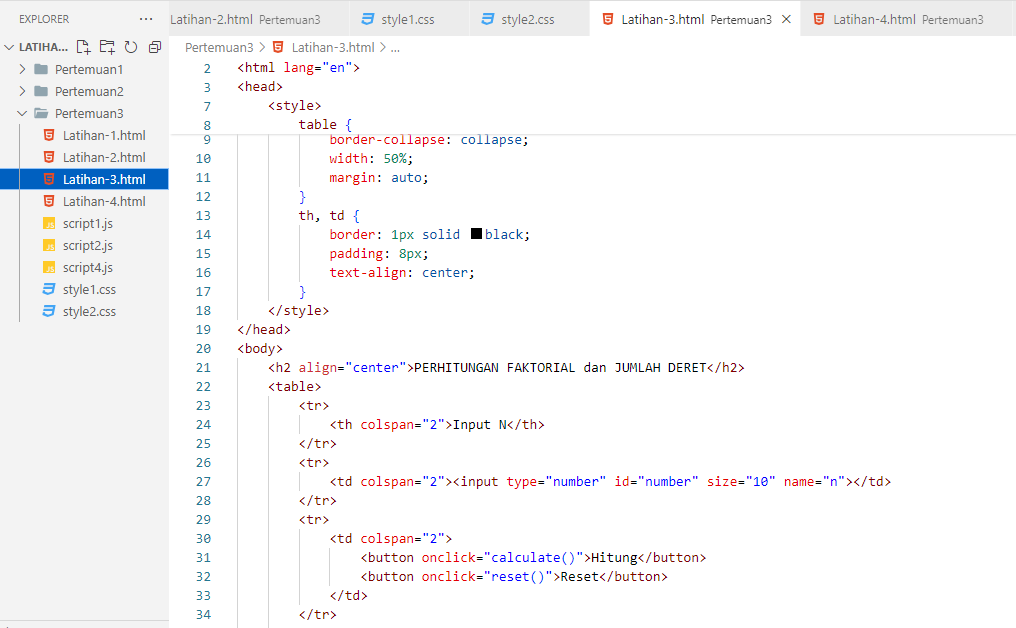 EXPLORER ···
LATIHA...
Pertemuan1
Pertemuan2
Pertemuan3
Latihan-1.html
Latihan-2.html
Latihan-3.html
Latihan-4.html
script1.js
script2.js
script4.js
style1.css
style2.css
Latihan-2.html Pertemuan3 style1.css style2.css Latihan-3.html Pertemuan3 Latihan-4.html Pertemuan3
Pertemuan3 > Latihan-3.html > ...
2 <html lang="en">
3 <head>
7 <style>
8 table {
9 border-collapse: collapse;
10 width: 50%;
11 margin: auto;
12 }
13 th, td {
14 border: 1px solid black;
15 padding: 8px;
16 text-align: center;
17 }
18 </style>
19 </head>
20 <body>
21 <h2 align="center">PERHITUNGAN FAKTORIAL dan JUMLAH DERET</h2>
22 <table>
23 <tr>
24 <th colspan="2">Input N</th>
25 </tr>
26 <tr>
27 <td colspan="2"><input type="number" id="number" size="10" name="n"></td>
28 </tr>
29 <tr>
30 <td colspan="2">
31 <button onclick="calculate()">Hitung</button>
32 <button onclick="reset()">Reset</button>
33 </td>
34 </tr>